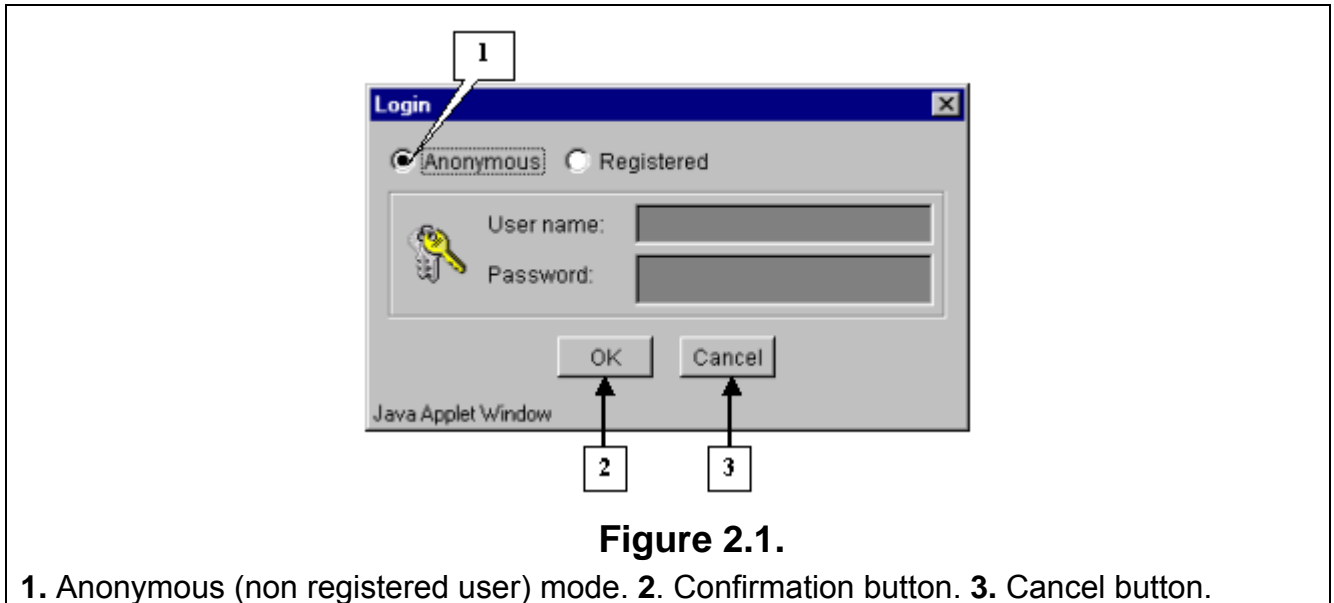 1
Login
Anonymous Registered
User name:
Password:
OK Cancel
Java Applet Window
2 3
Figure 2.1.
1. Anonymous (non registered user) mode. 2. Confirmation button. 3. Cancel button.